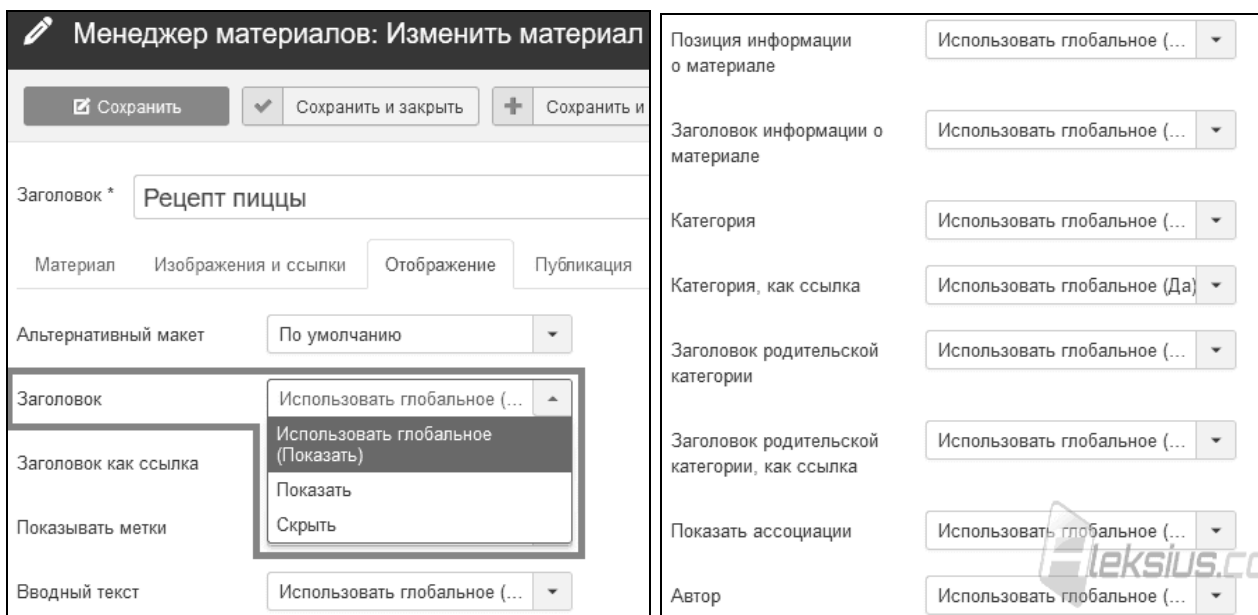 Менеджер материалов: Изменить материал
Сохранить
Сохранить и закрыть
Сохранить и
Заголовок *
Рецепт пиццы
Материал
Изображения и ссылки
Отображение
Публикация
Альтернативный макет
По умолчанию
Заголовок
Использовать глобальное (...
Использовать глобальное
(Показать)
Показать
Скрыть
Заголовок как ссылка
Показывать метки
Вводный текст
Использовать глобальное (...
Позиция информации
о материале
Использовать глобальное (...
Заголовок информации о
материале
Использовать глобальное (...
Категория
Использовать глобальное (...
Категория, как ссылка
Использовать глобальное (Да)
Заголовок родительской
категории
Использовать глобальное (...
Заголовок родительской
категории, как ссылка
Использовать глобальное (...
Показать ассоциации
Использовать глобальное (...
Автор
Использовать глобальное (...